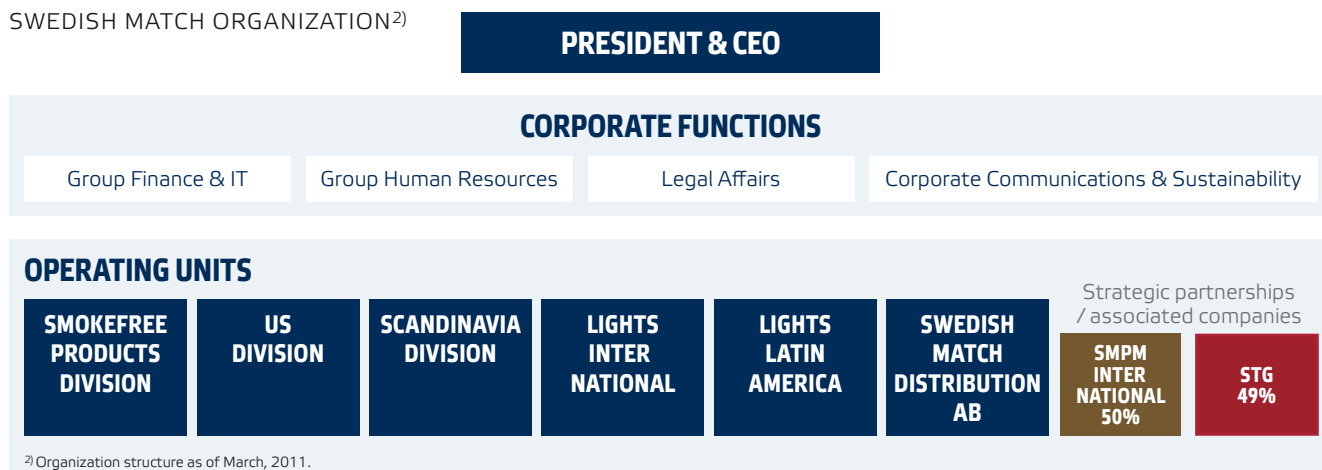 SWEDISH MATCH ORGANIZATION2)
PRESIDENT & CEO
CORPORATE FUNCTIONS
Group Finance & IT
Group Human Resources
Legal Affairs
Corporate Communications & Sustainability
OPERATING UNITS
SMOKEFREE
PRODUCTS
DIVISION
US
DIVISION
SCANDINAVIA
DIVISION
LIGHTS
INTER
NATIONAL
LIGHTS
LATIN
AMERICA
SWEDISH
MATCH
DISTRIBUTION
AB
Strategic partnerships
/ associated companies
SMPM
INTER
NATIONAL
50%
STG
49%
2) Organization structure as of March, 2011.